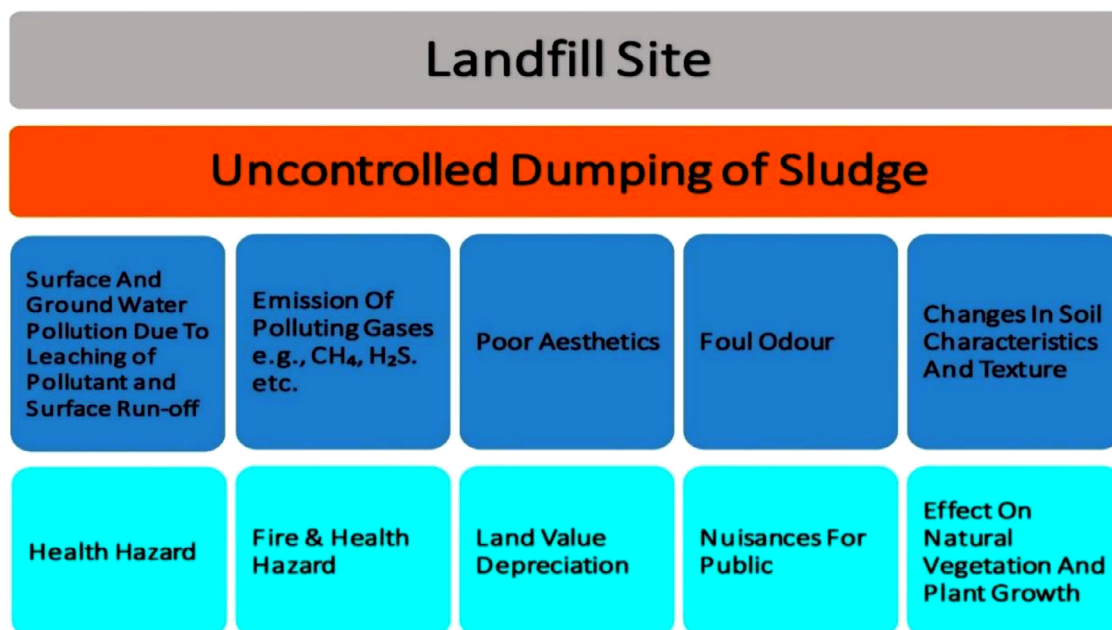 Landfill Site
Uncontrolled Dumping of Sludge
Surface And
Ground Water
Pollution Due To
Leaching of
Pollutant and
Surface Run-off
Emission Of
Polluting Gases
e.g., CH₄, H₂S.
etc.
Poor Aesthetics
Foul Odour
Changes In Soil
Characteristics
And Texture
Health Hazard
Fire & Health
Hazard
Land Value
Depreciation
Nuisances For
Public
Effect On
Natural
Vegetation And
Plant Growth